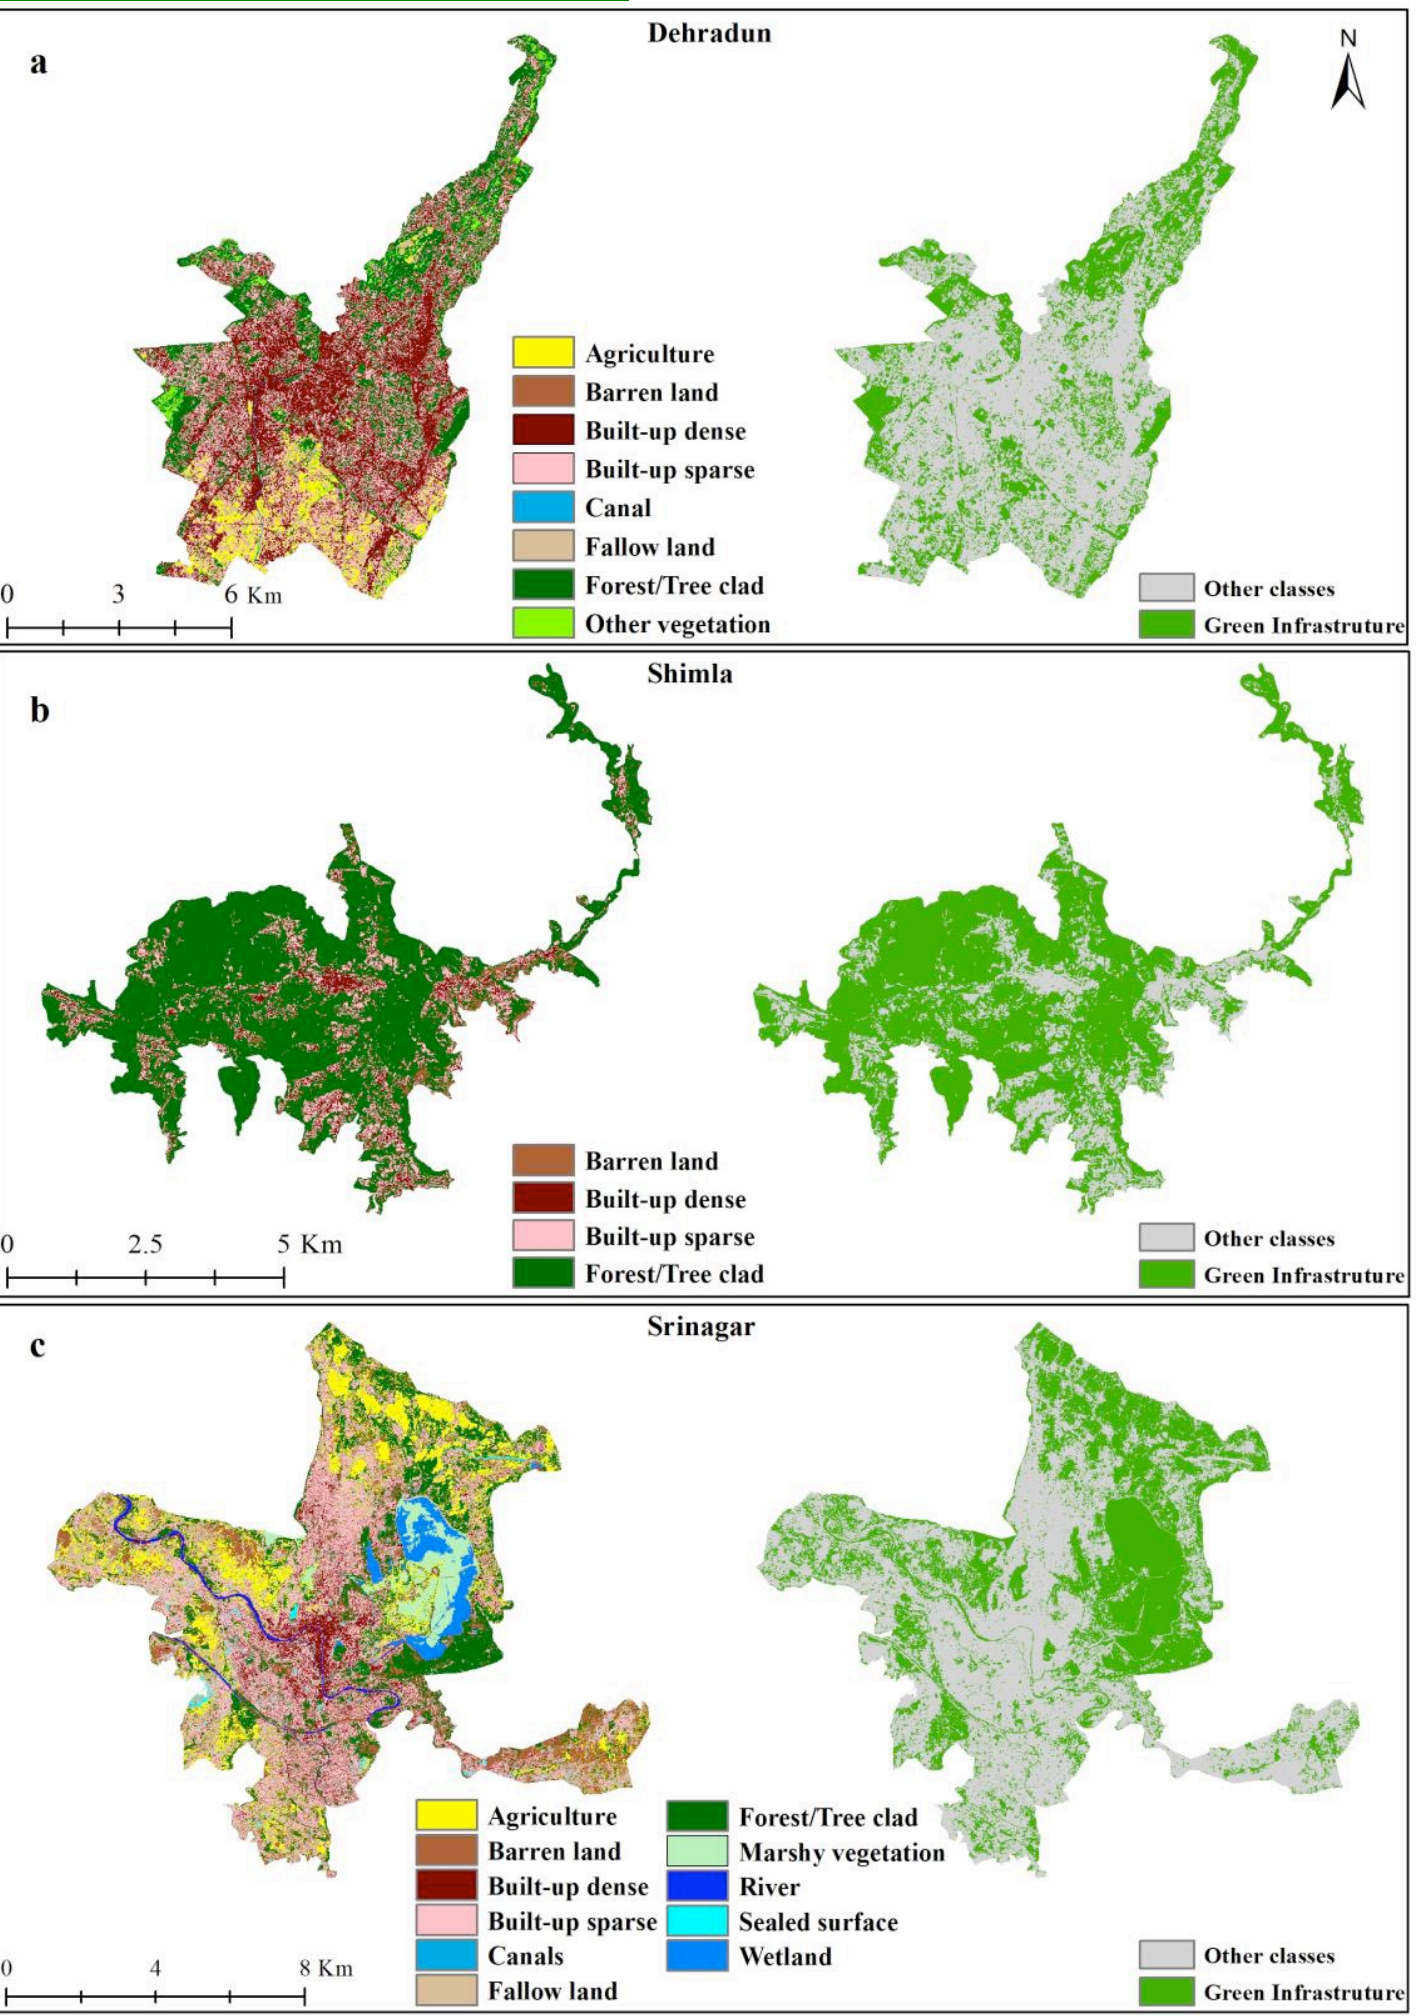 Dehradun
a
N
Agriculture
Barren land
Built-up dense
Built-up sparse
Canal
Fallow land
Forest/Tree clad
Other vegetation
0 3 6 Km
Other classes
Green Infrastruture
Shimla
b
Barren land
Built-up dense
Built-up sparse
Forest/Tree clad
0 2.5 5 Km
Other classes
Green Infrastruture
Srinagar
c
Agriculture
Barren land
Built-up dense
Built-up sparse
Canals
Fallow land
Forest/Tree clad
Marshy vegetation
River
Sealed surface
Wetland
0 4 8 Km
Other classes
Green Infrastruture